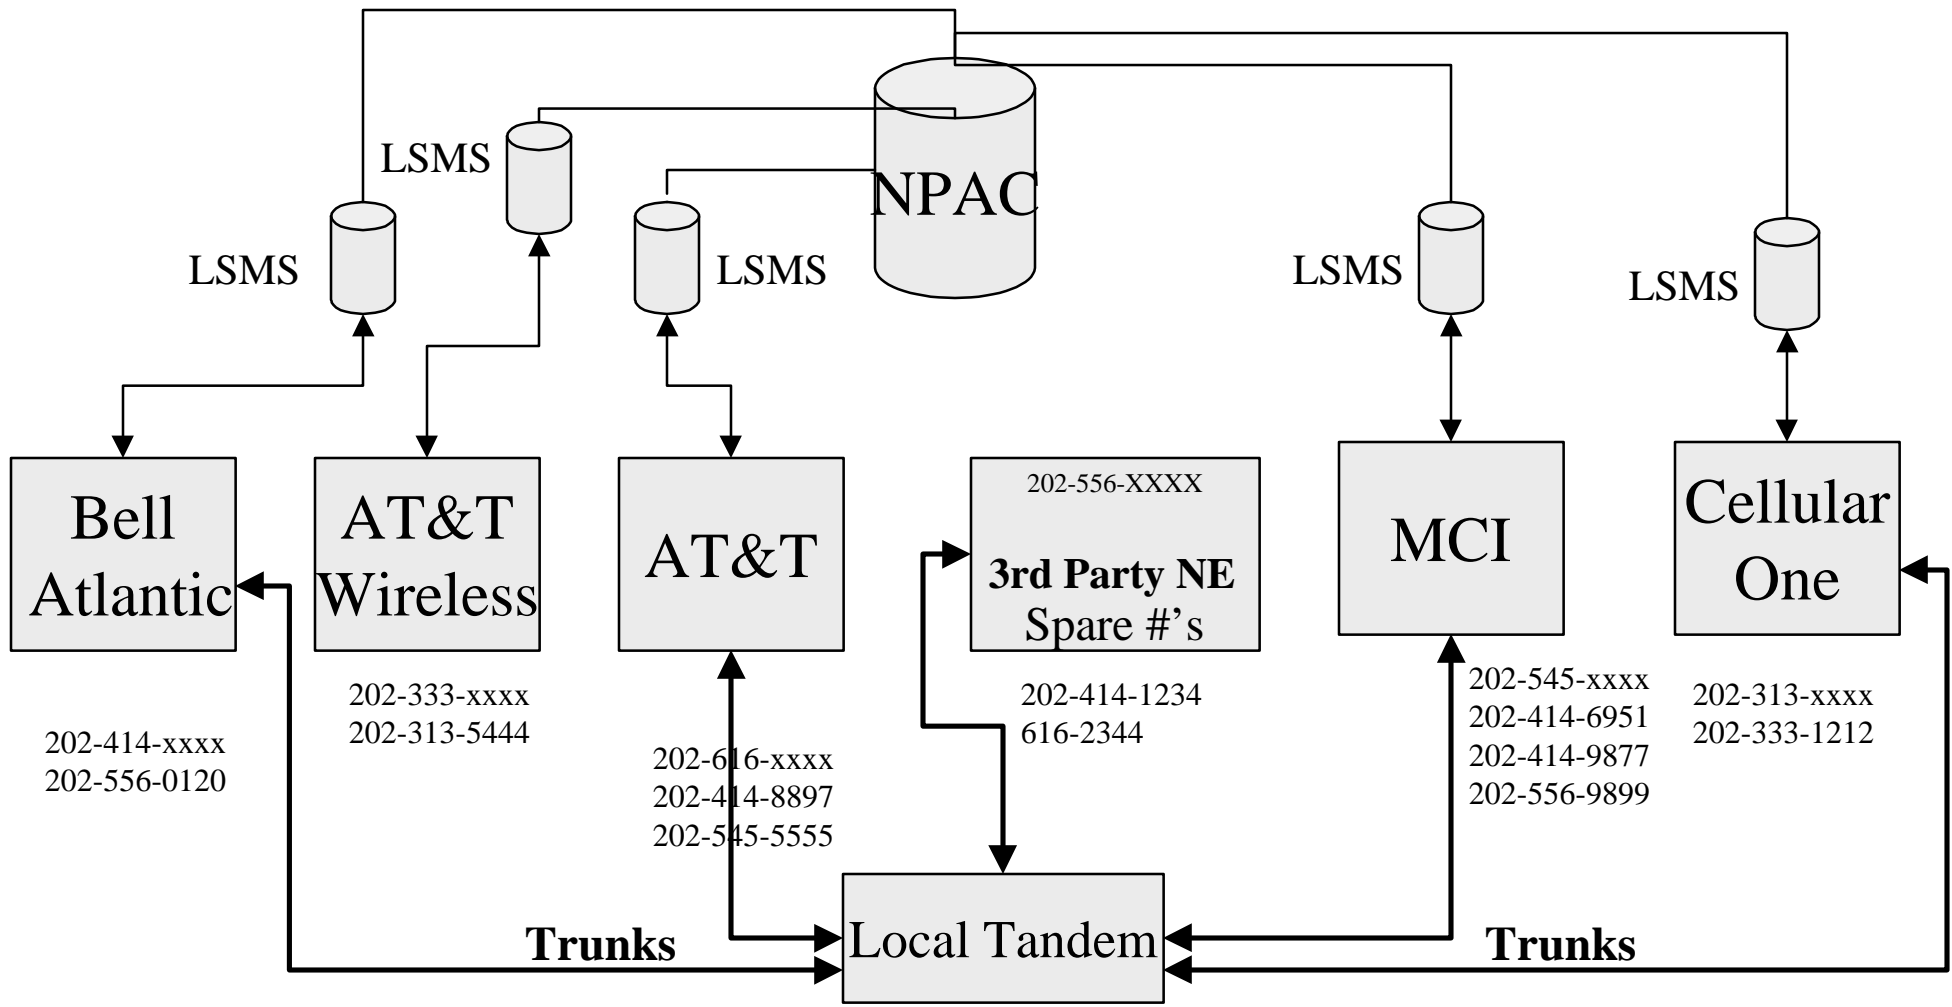 LSMS
NPAC
LSMS
LSMS
LSMS
LSMS
Bell
Atlantic
AT&T
Wireless
AT&T
202-556-XXXX
3rd Party NE
Spare #’s
MCI
Cellular
One
202-414-xxxx
202-556-0120
202-333-xxxx
202-313-5444
202-616-xxxx
202-414-8897
202-545-5555
202-414-1234
616-2344
202-545-xxxx
202-414-6951
202-414-9877
202-556-9899
202-313-xxxx
202-333-1212
Trunks
Local Tandem
Trunks